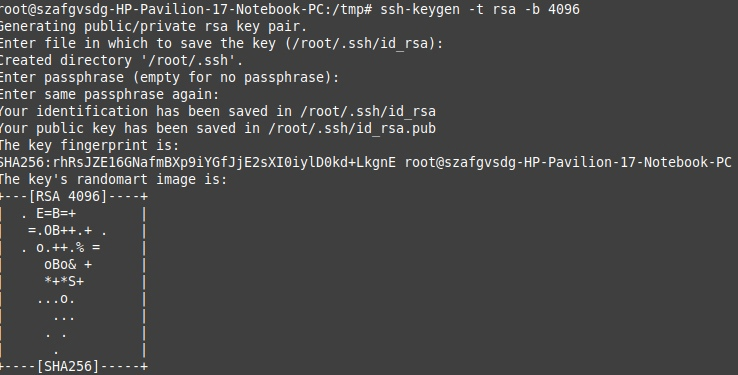 root@szafgvsdg-HP-Pavilion-17-Notebook-PC:/tmp# ssh-keygen -t rsa -b 4096
Generating public/private rsa key pair.
Enter file in which to save the key (/root/.ssh/id_rsa):
Created directory '/root/.ssh'.
Enter passphrase (empty for no passphrase):
Enter same passphrase again:
Your identification has been saved in /root/.ssh/id_rsa
Your public key has been saved in /root/.ssh/id_rsa.pub
The key fingerprint is:
SHA256:rhRsJZE16GNafmBXp9iYGfJjE2sXI0iylD0kd+LkgnE root@szafgvsdg-HP-Pavilion-17-Notebook-PC
The key's randomart image is:
+---[RSA 4096]----+
|  . E=B=+        |
|   =.OB++.+ .    |
|  . o.++.% =     |
|     oBo& +      |
|     *+*S+       |
|    ...o.        |
|      ...        |
|     . .         |
|      .          |
+----[SHA256]-----+